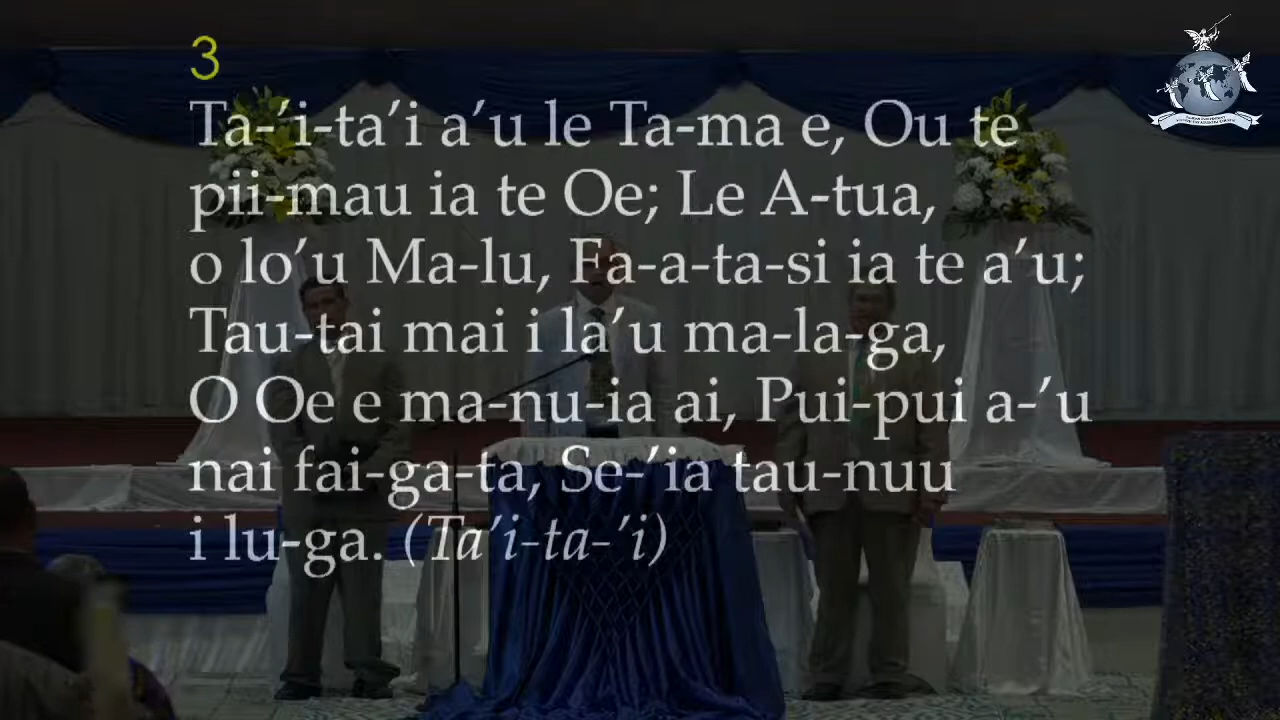 3
Ta-’i-ta’i a’u le Ta-ma e, Ou te
pii-mau ia te Oe; Le A-tua,
o lo’u Ma-lu, Fa-a-ta-si ia te a’u;
Tau-tai mai i la’u ma-la-ga,
O Oe e ma-nu-ia ai, Pui-pui a-’u
nai fai-ga-ta, Se-’ia tau-nuu
i lu-ga. (Ta’i-ta-’i)